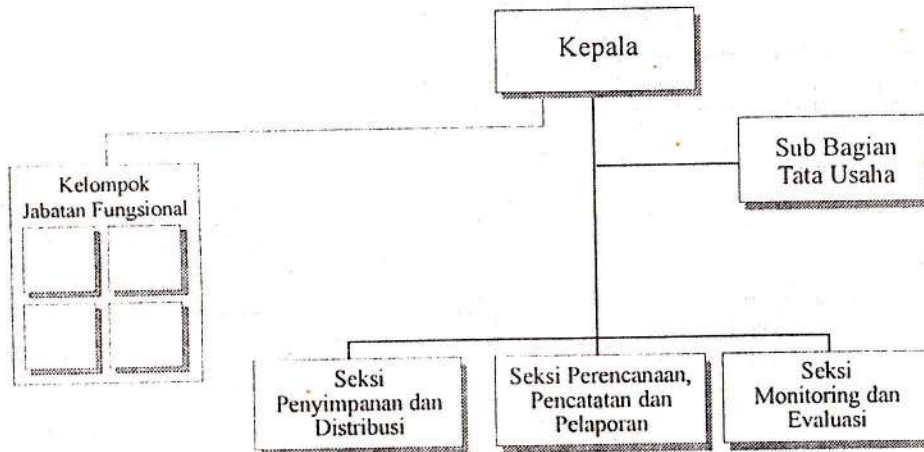 Kepala
Sub Bagian
Tata Usaha
Kelompok
Jabatan Fungsional
Seksi
Penyimpanan dan
Distribusi
Seksi Perencanaan,
Pencatatan dan
Pelaporan
Seksi
Monitoring dan
Evaluasi